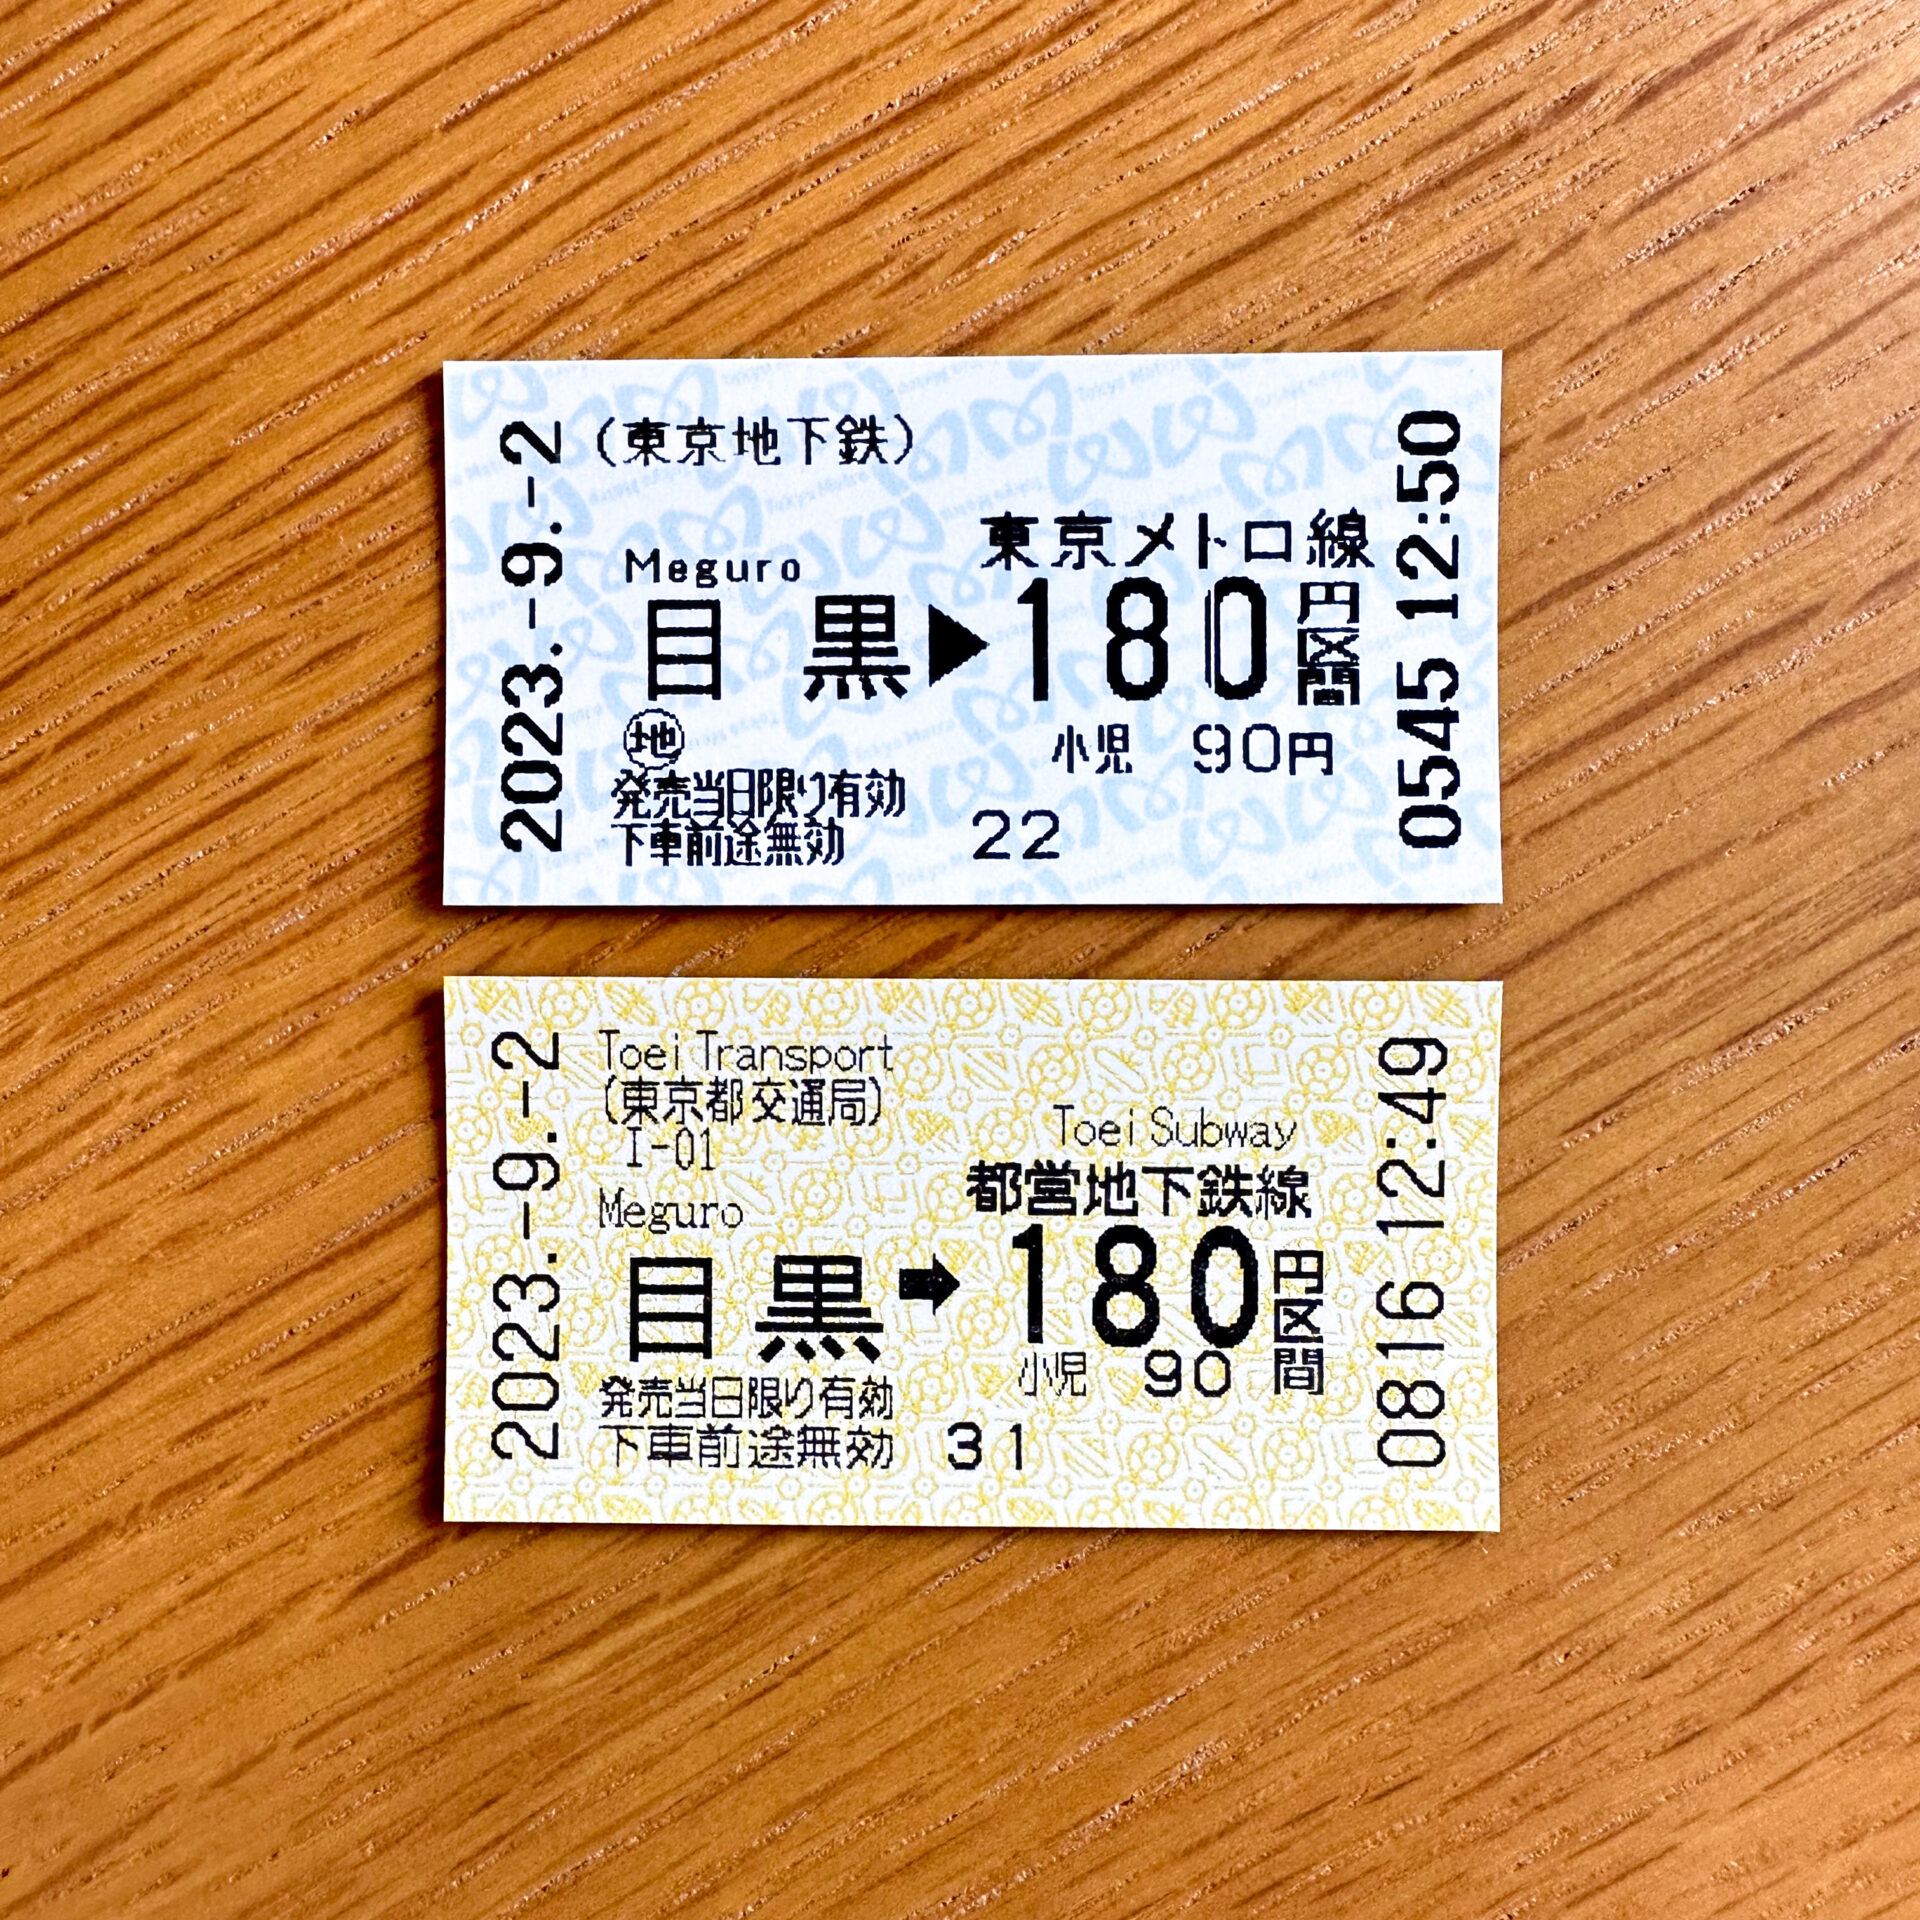 2023.-9.-2
(東京地下鉄)
Meguro
東京メトロ線
目黒▶180円区間
小児 90円
㊞地
発売当日限り有効
下車前途無効 22
0545 12:50
2023.-9.-2
Toei Transport
(東京都交通局)
I-01
Meguro
Toei Subway
都営地下鉄線
目黒➡180円区間
小児 90
発売当日限り有効
下車前途無効 31
0816 12:49